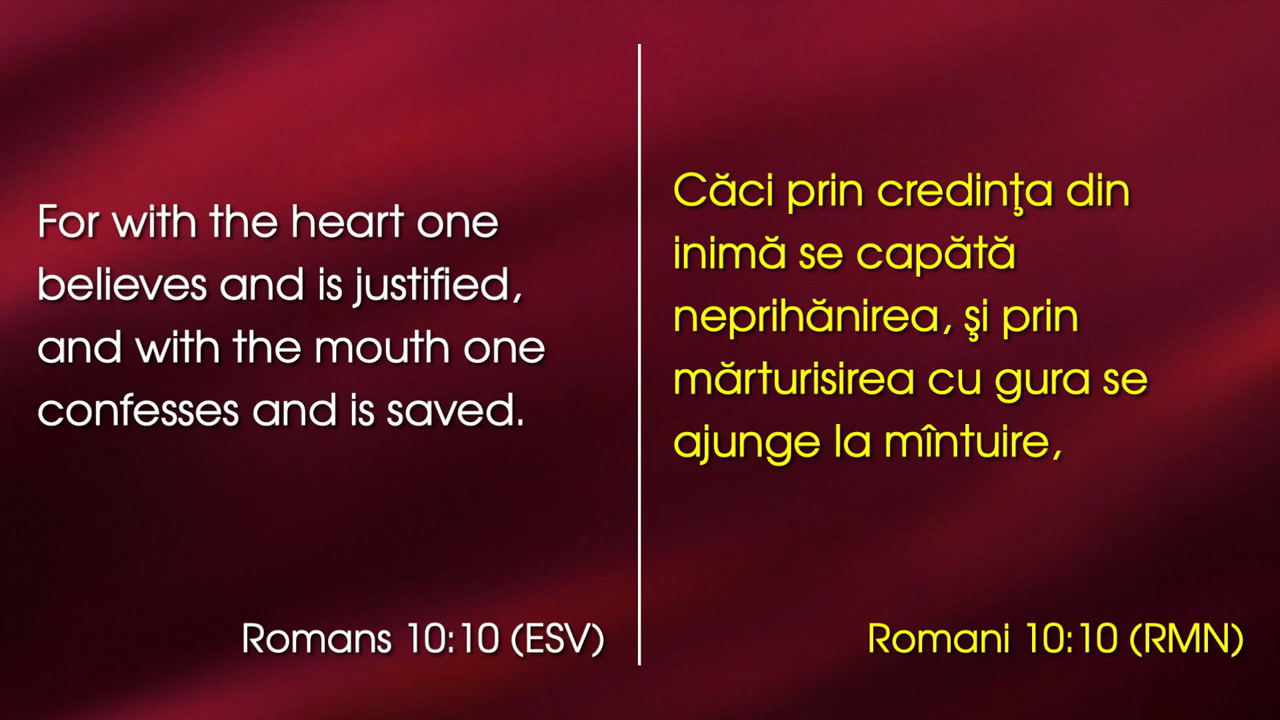 For with the heart one
believes and is justified,
and with the mouth one
confesses and is saved.
Romans 10:10 (ESV)
Căci prin credinţa din
inimă se capătă
neprihănirea, şi prin
mărturisirea cu gura se
ajunge la mîntuire,
Romani 10:10 (RMN)